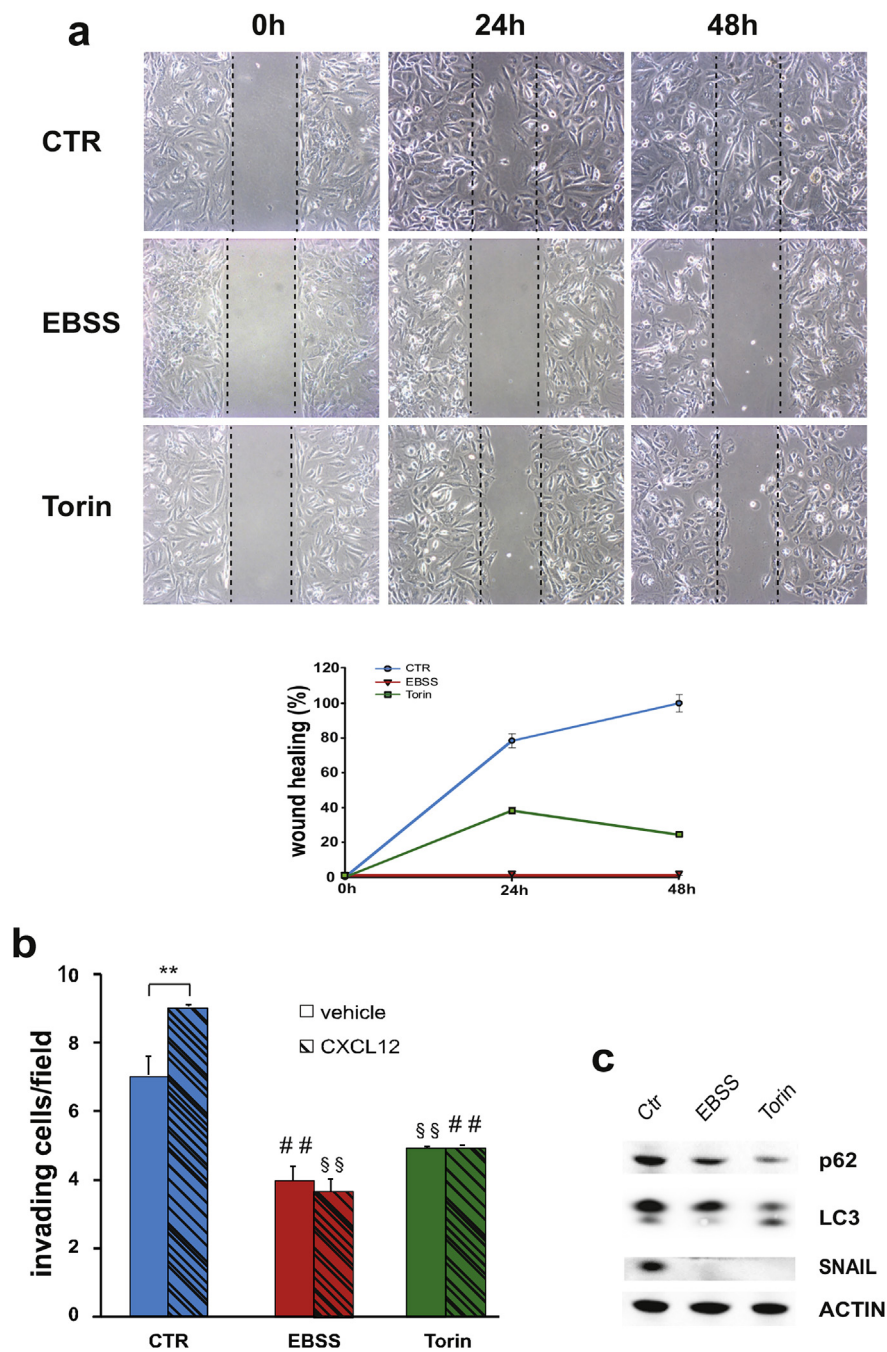 a
0h 24h 48h
CTR
EBSS
Torin
wound healing (%)
120
100
80
60
40
20
0
CTR
EBSS
Torin
0h 24h 48h
b
invading cells/field
10
8
6
4
2
0
**
vehicle
CXCL12
# #
§ §
§ §
# #
CTR EBSS Torin
c
Ctr EBSS Torin
p62
LC3
SNAIL
ACTIN